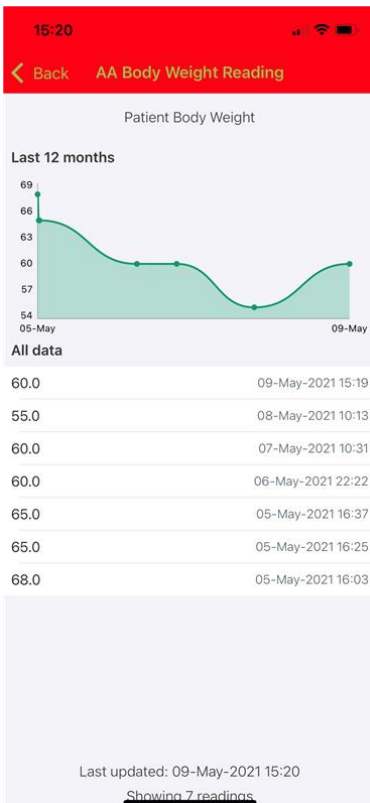 15:20
Back AA Body Weight Reading
Patient Body Weight
Last 12 months
69
66
63
60
57
54
05-May 09-May
All data
60.0 09-May-2021 15:19
55.0 08-May-2021 10:13
60.0 07-May-2021 10:31
60.0 06-May-2021 22:22
65.0 05-May-2021 16:37
65.0 05-May-2021 16:25
68.0 05-May-2021 16:03
Last updated: 09-May-2021 15:20
Showing 7 readings